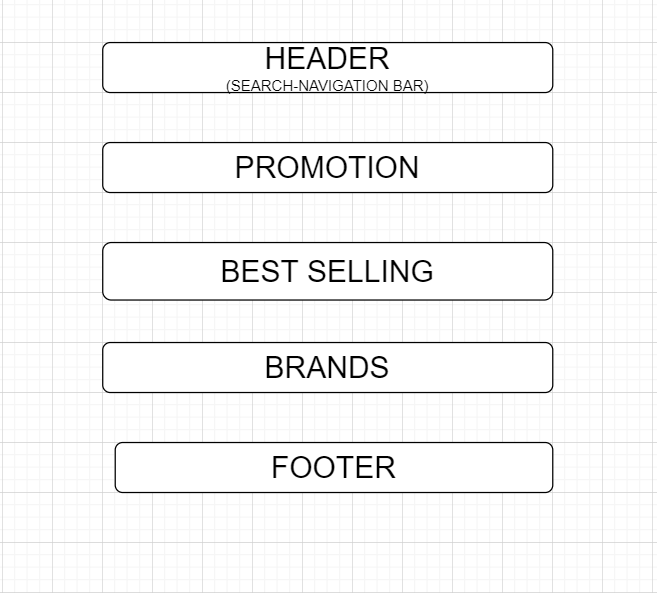 HEADER
(SEARCH-NAVIGATION BAR)
PROMOTION
BEST SELLING
BRANDS
FOOTER